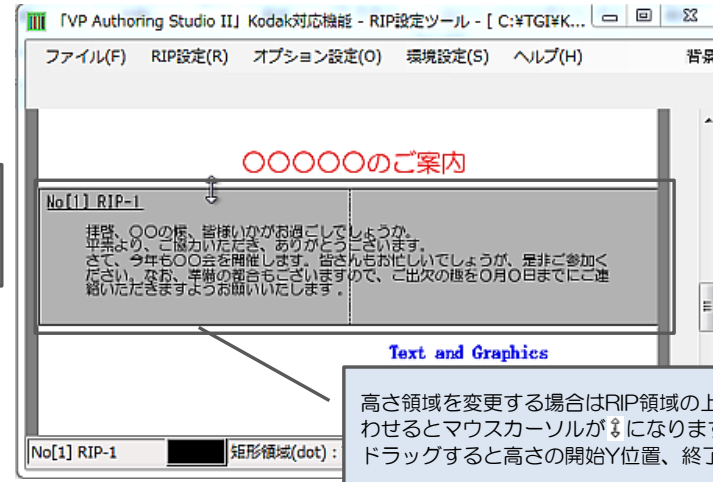 「VP Authoring Studio II」 Kodak対応機能 - RIP設定ツール - [ C:¥TGI¥K...
ファイル(F) RIP設定(R) オプション設定(O) 環境設定(S) ヘルプ(H) 背景
〇〇〇〇〇のご案内
No[1] RIP-1
拝啓、〇〇の候、皆様いかがお過ごしでしょうか。
平素より、ご協力いただき、ありがとうございます。
さて、今年も〇〇会を開催します。皆さんもお忙しいでしょうが、是非ご参加く
ださい。なお、準備の都合もございますので、ご出欠の趣を〇月〇日までにご連
絡いただきますようお願いいたします．
Text and Graphics
高さ領域を変更する場合はRIP領域の上
わせるとマウスカーソルが⇕になります
ドラッグすると高さの開始Y位置、終了
No[1] RIP-1 矩形領域(dot) :